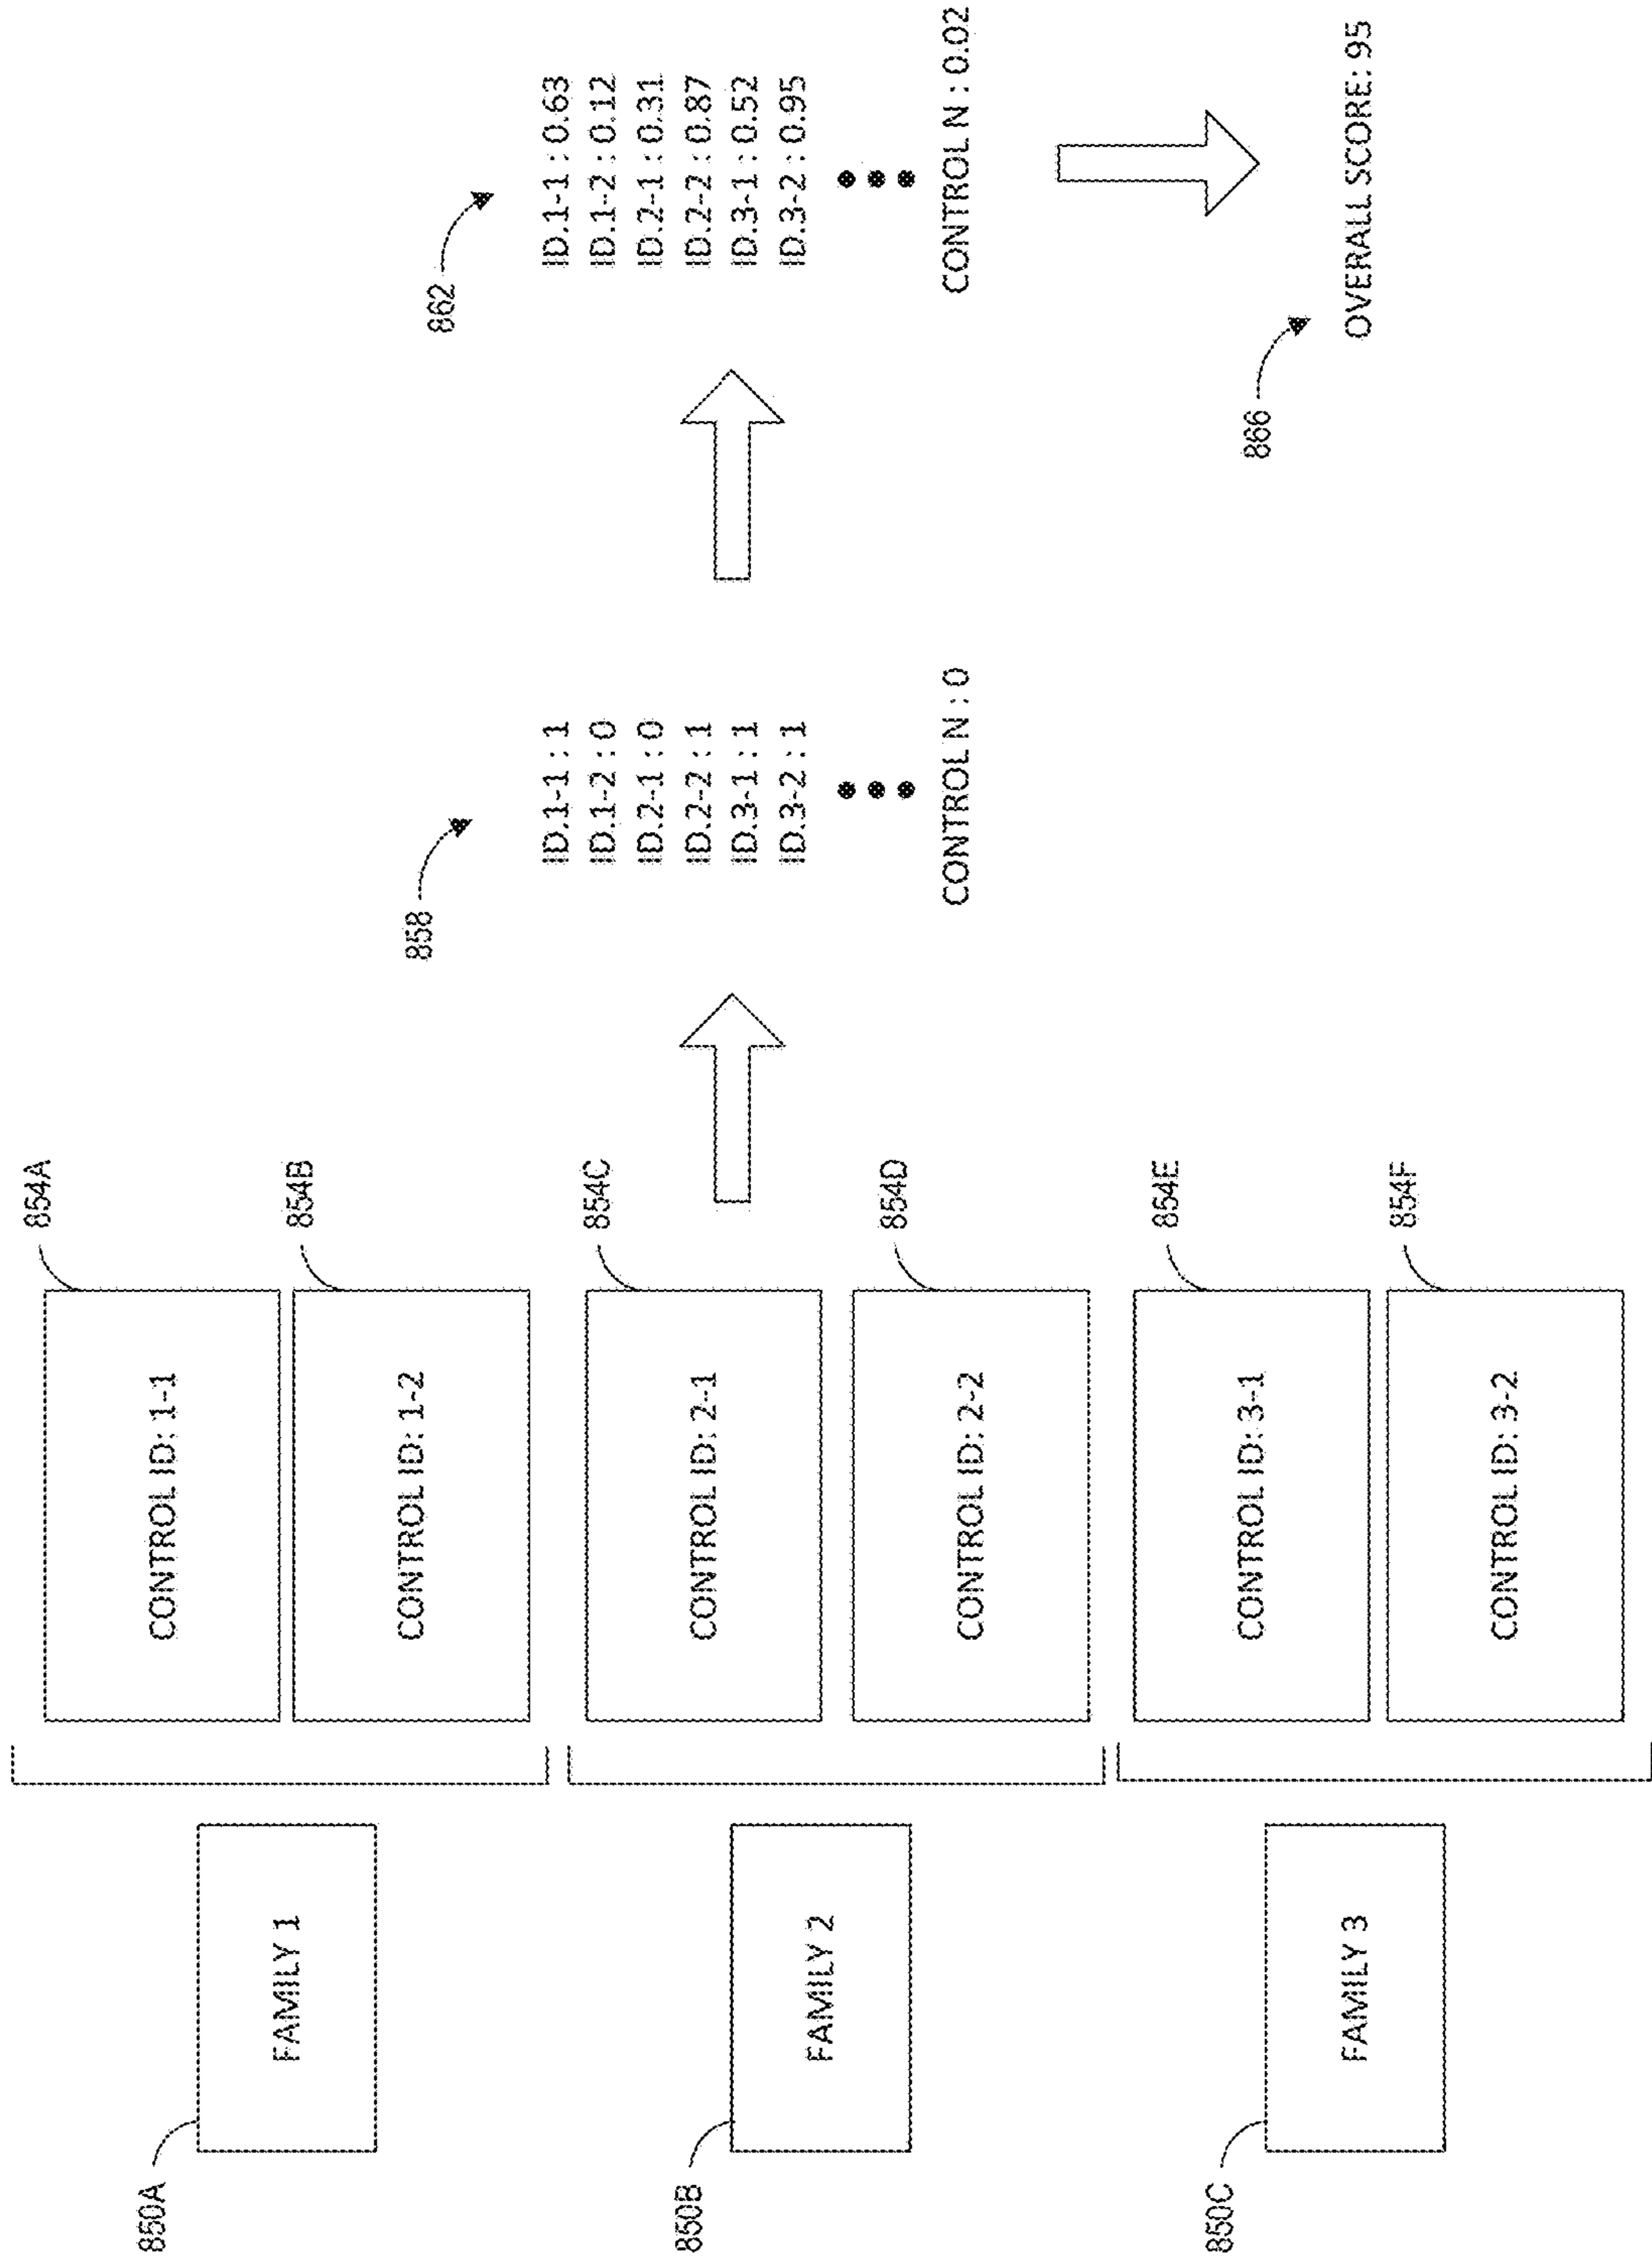 850A
FAMILY 1
850B
FAMILY 2
850C
FAMILY 3
CONTROL ID: 1-1
854A
CONTROL ID: 1-2
854B
CONTROL ID: 2-1
854C
CONTROL ID: 2-2
854D
CONTROL ID: 3-1
854E
CONTROL ID: 3-2
854F
858
ID.1-1 : 1
ID.1-2 : 0
ID.2-1 : 0
ID.2-2 : 1
ID.3-1 : 1
ID.3-2 : 1
CONTROL N : 0
862
ID.1-1 : 0.63
ID.1-2 : 0.12
ID.2-1 : 0.31
ID.2-2 : 0.87
ID.3-1 : 0.52
ID.3-2 : 0.95
CONTROL N : 0.02
866
OVERALL SCORE: 95